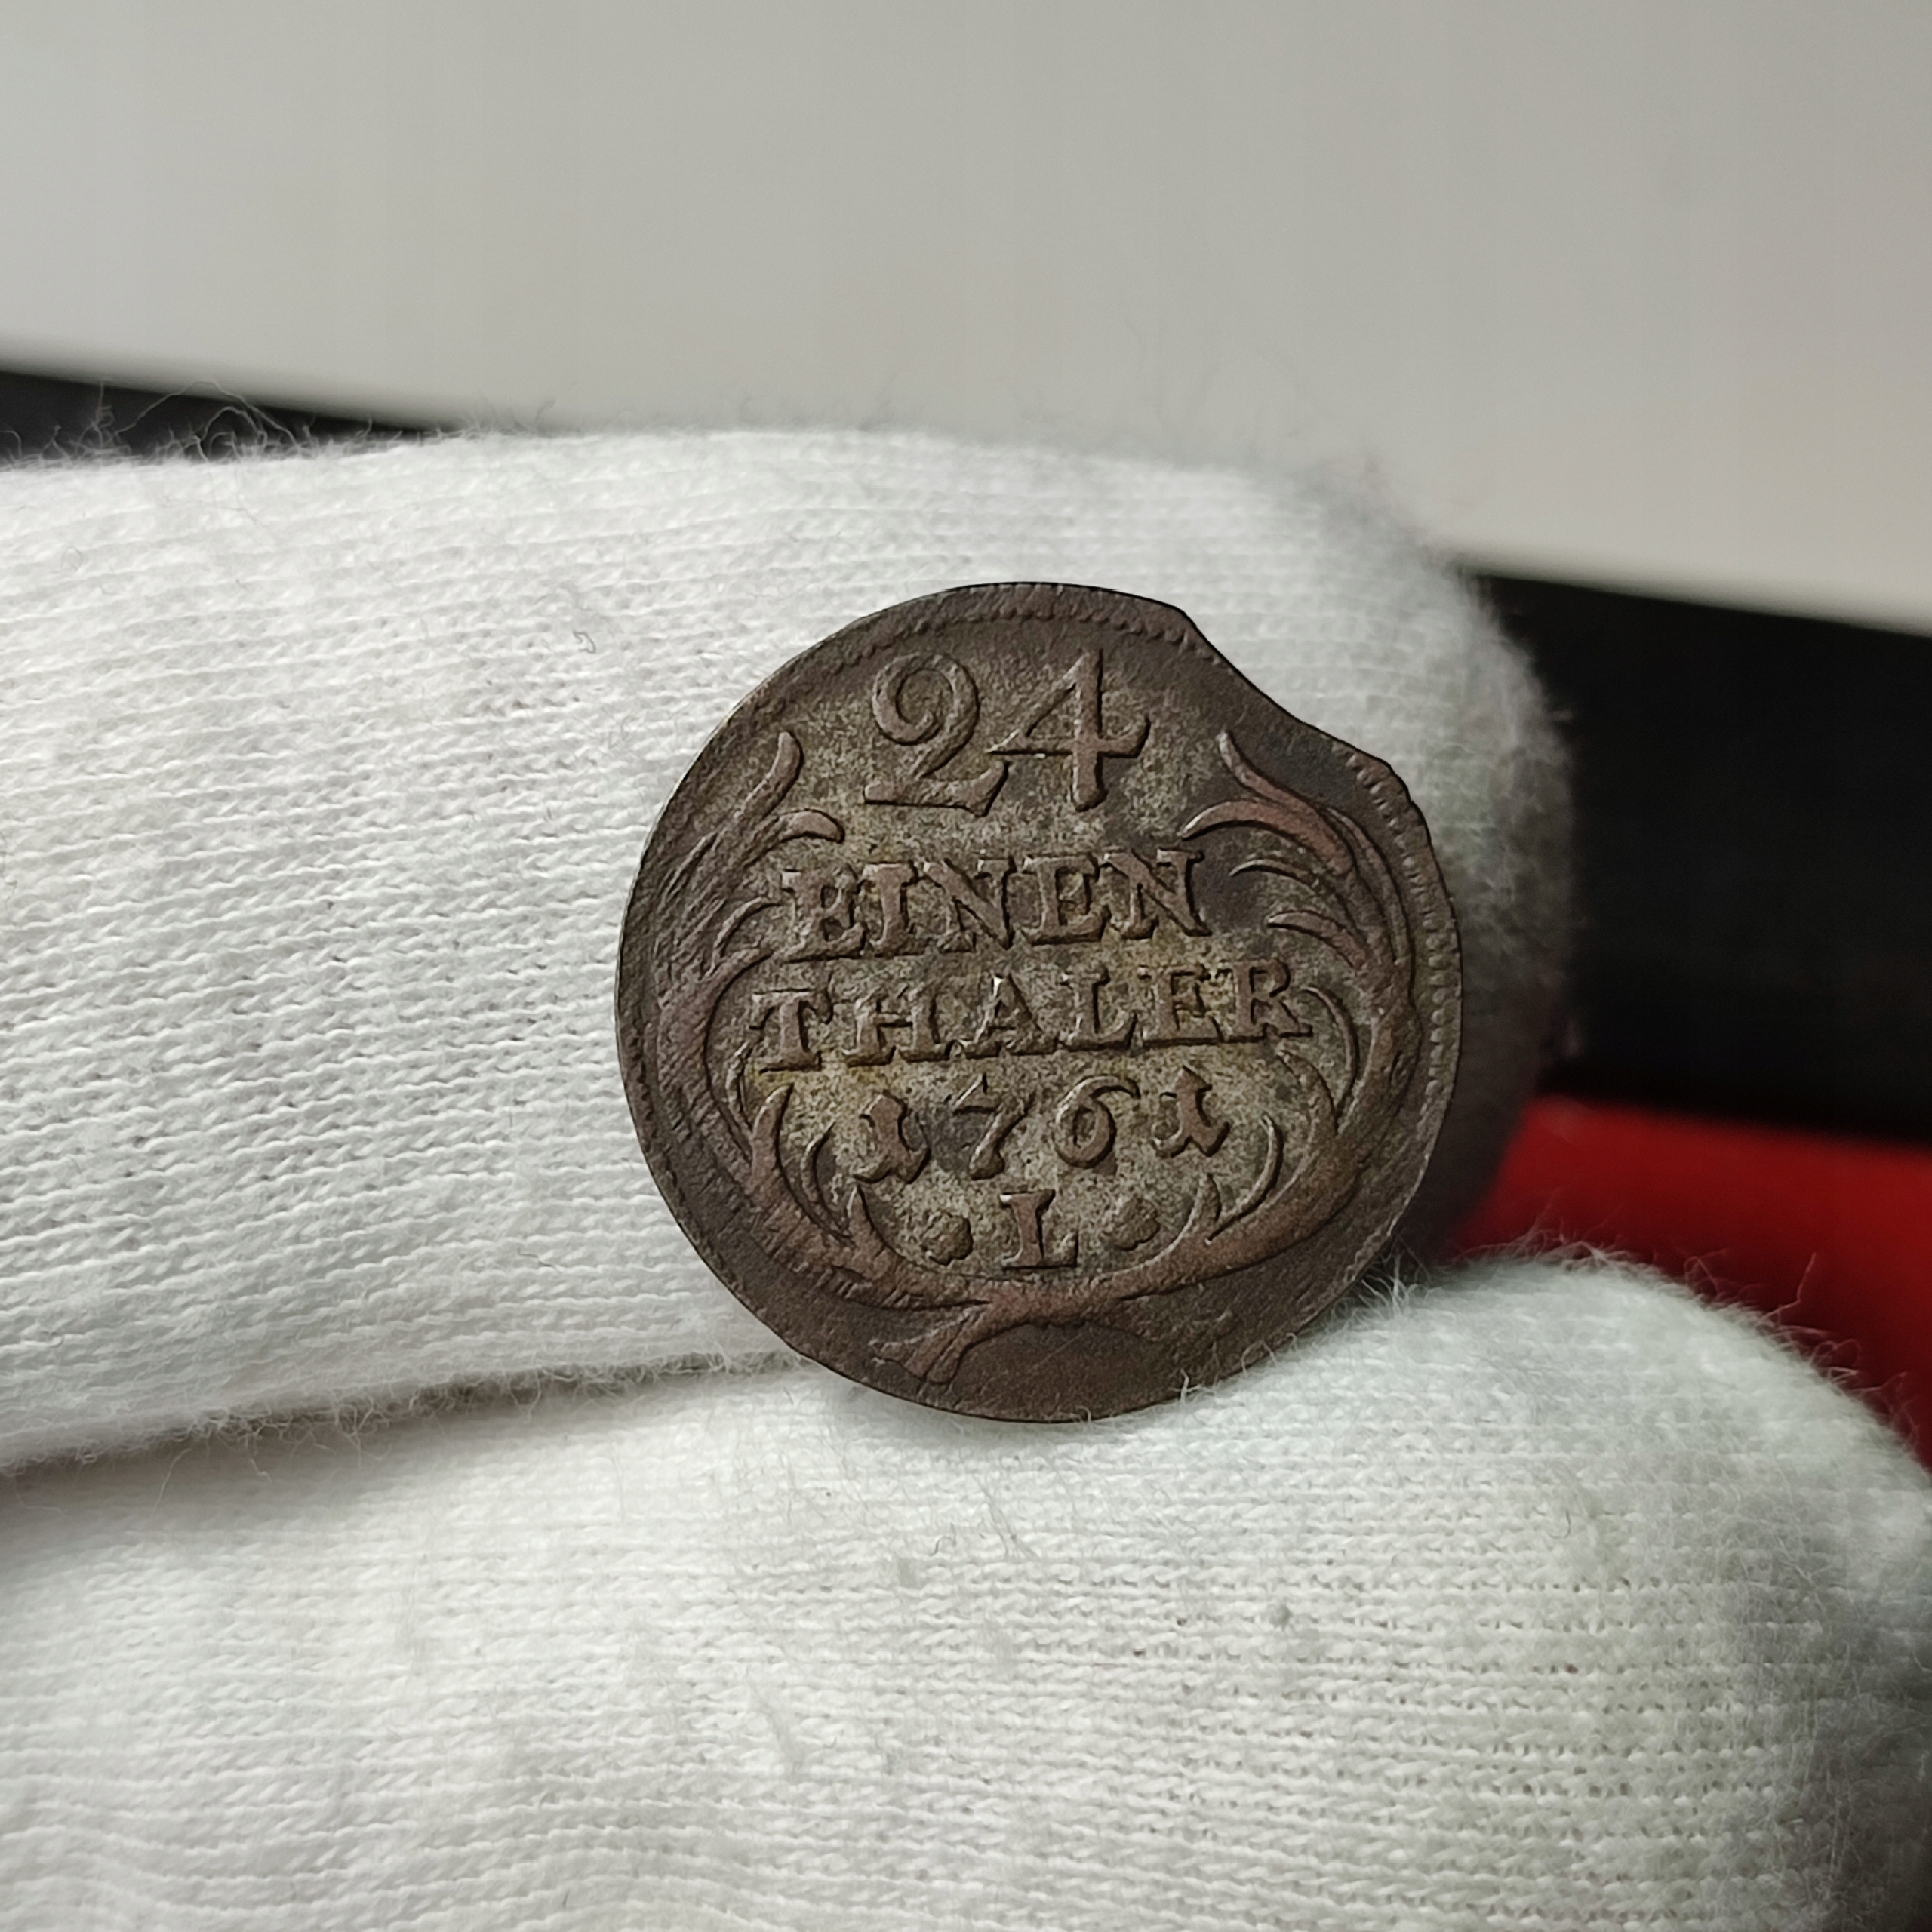 24
EINEN
THALER
1761
· L ·